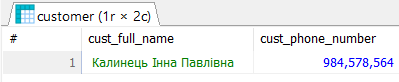 customer (1r × 2c)
# cust_full_name cust_phone_number
1 Калинець Інна Павлівна 984,578,564